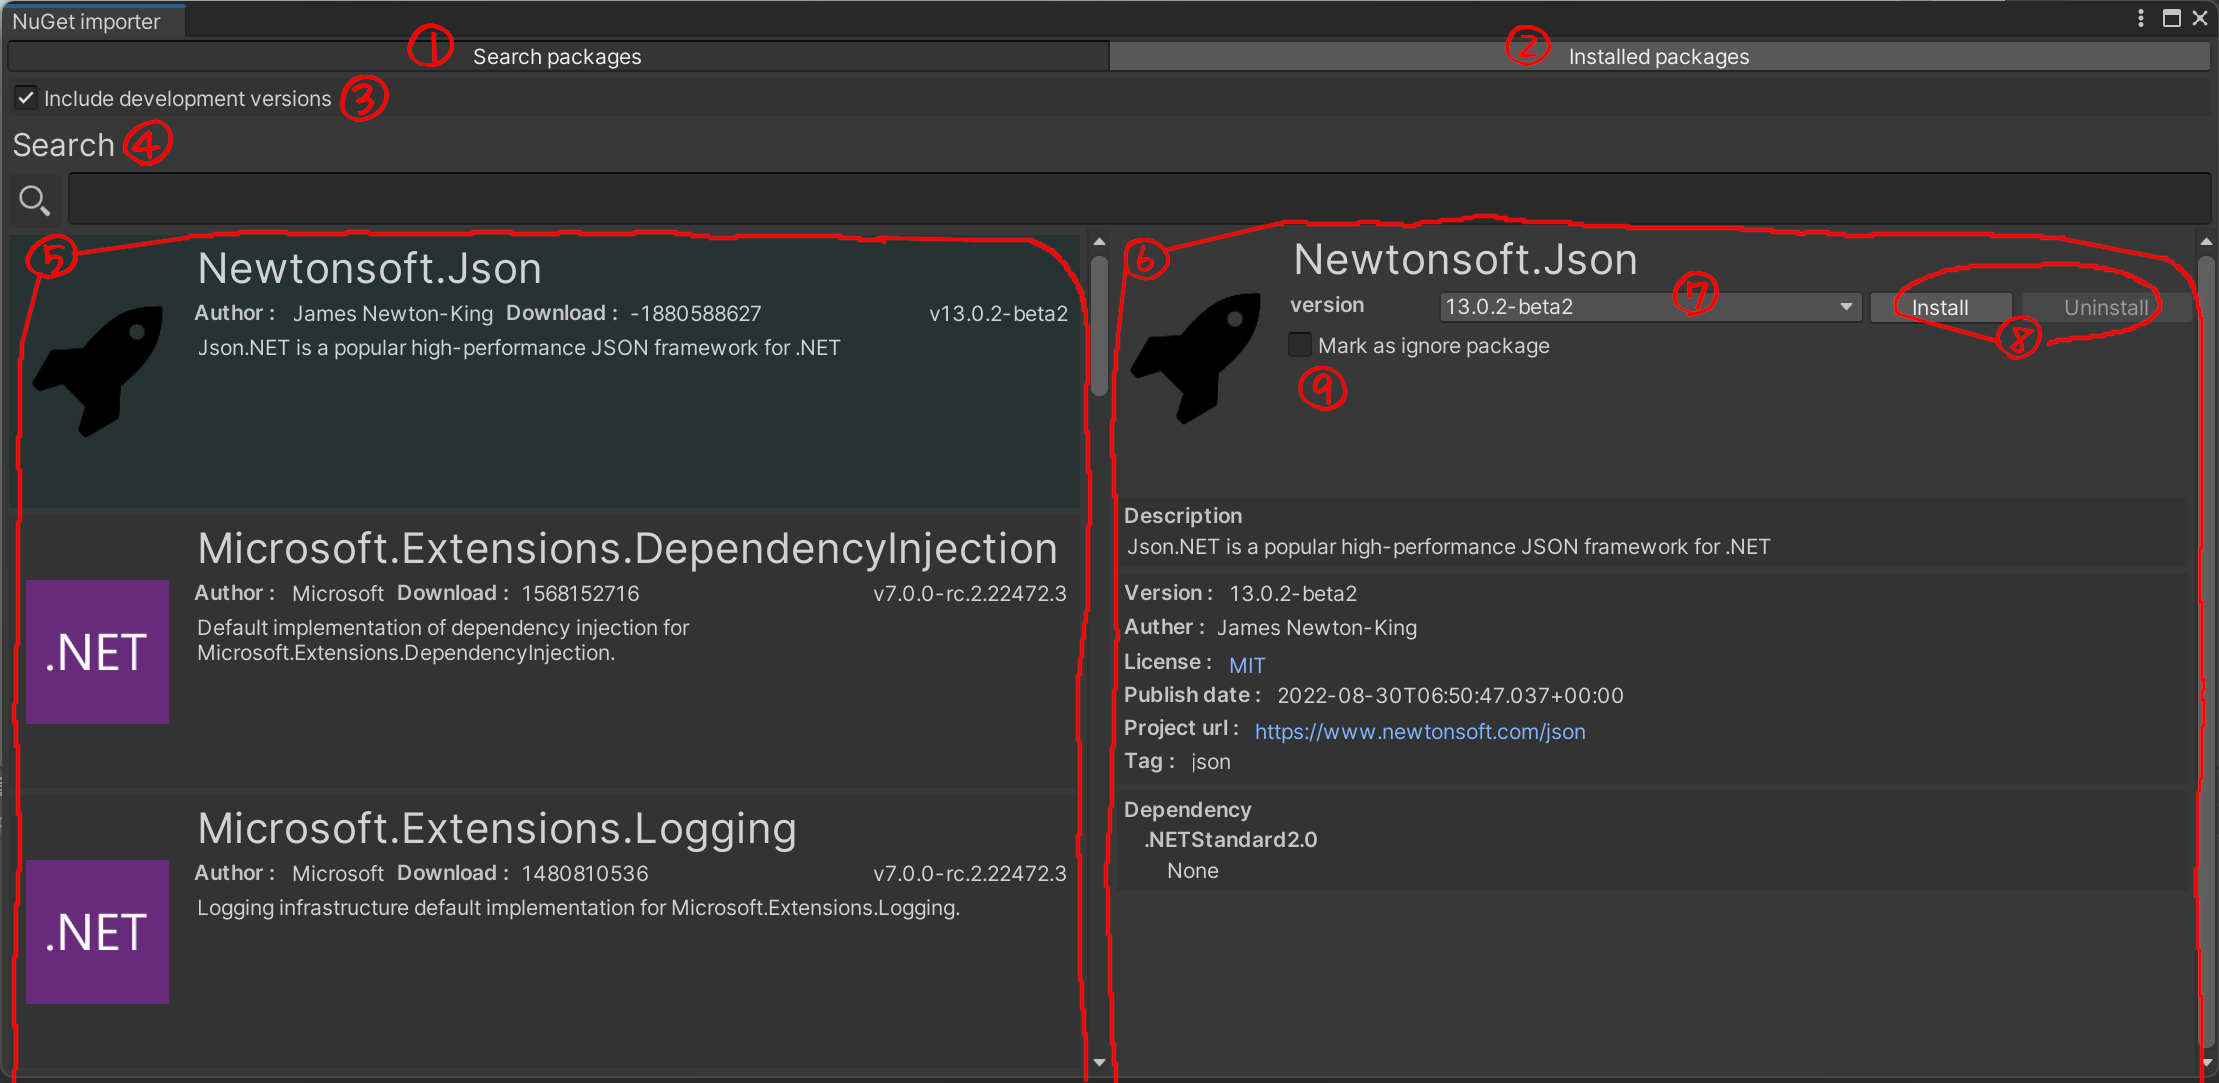 NuGet importer
① Search packages
② Installed packages
Include development versions ③
Search ④
⑤
Newtonsoft.Json
Author : James Newton-King Download : -1880588627 v13.0.2-beta2
Json.NET is a popular high-performance JSON framework for .NET
Microsoft.Extensions.DependencyInjection
Author : Microsoft Download : 1568152716 v7.0.0-rc.2.22472.3
Default implementation of dependency injection for
Microsoft.Extensions.DependencyInjection.
.NET
Microsoft.Extensions.Logging
Author : Microsoft Download : 1480810536 v7.0.0-rc.2.22472.3
Logging infrastructure default implementation for Microsoft.Extensions.Logging.
.NET
⑥
Newtonsoft.Json
version 13.0.2-beta2 ⑦ Install Uninstall
⑧
Mark as ignore package
⑨
Description
Json.NET is a popular high-performance JSON framework for .NET
Version : 13.0.2-beta2
Auther : James Newton-King
License : MIT
Publish date : 2022-08-30T06:50:47.037+00:00
Project url : https://www.newtonsoft.com/json
Tag : json
Dependency
.NETStandard2.0
None